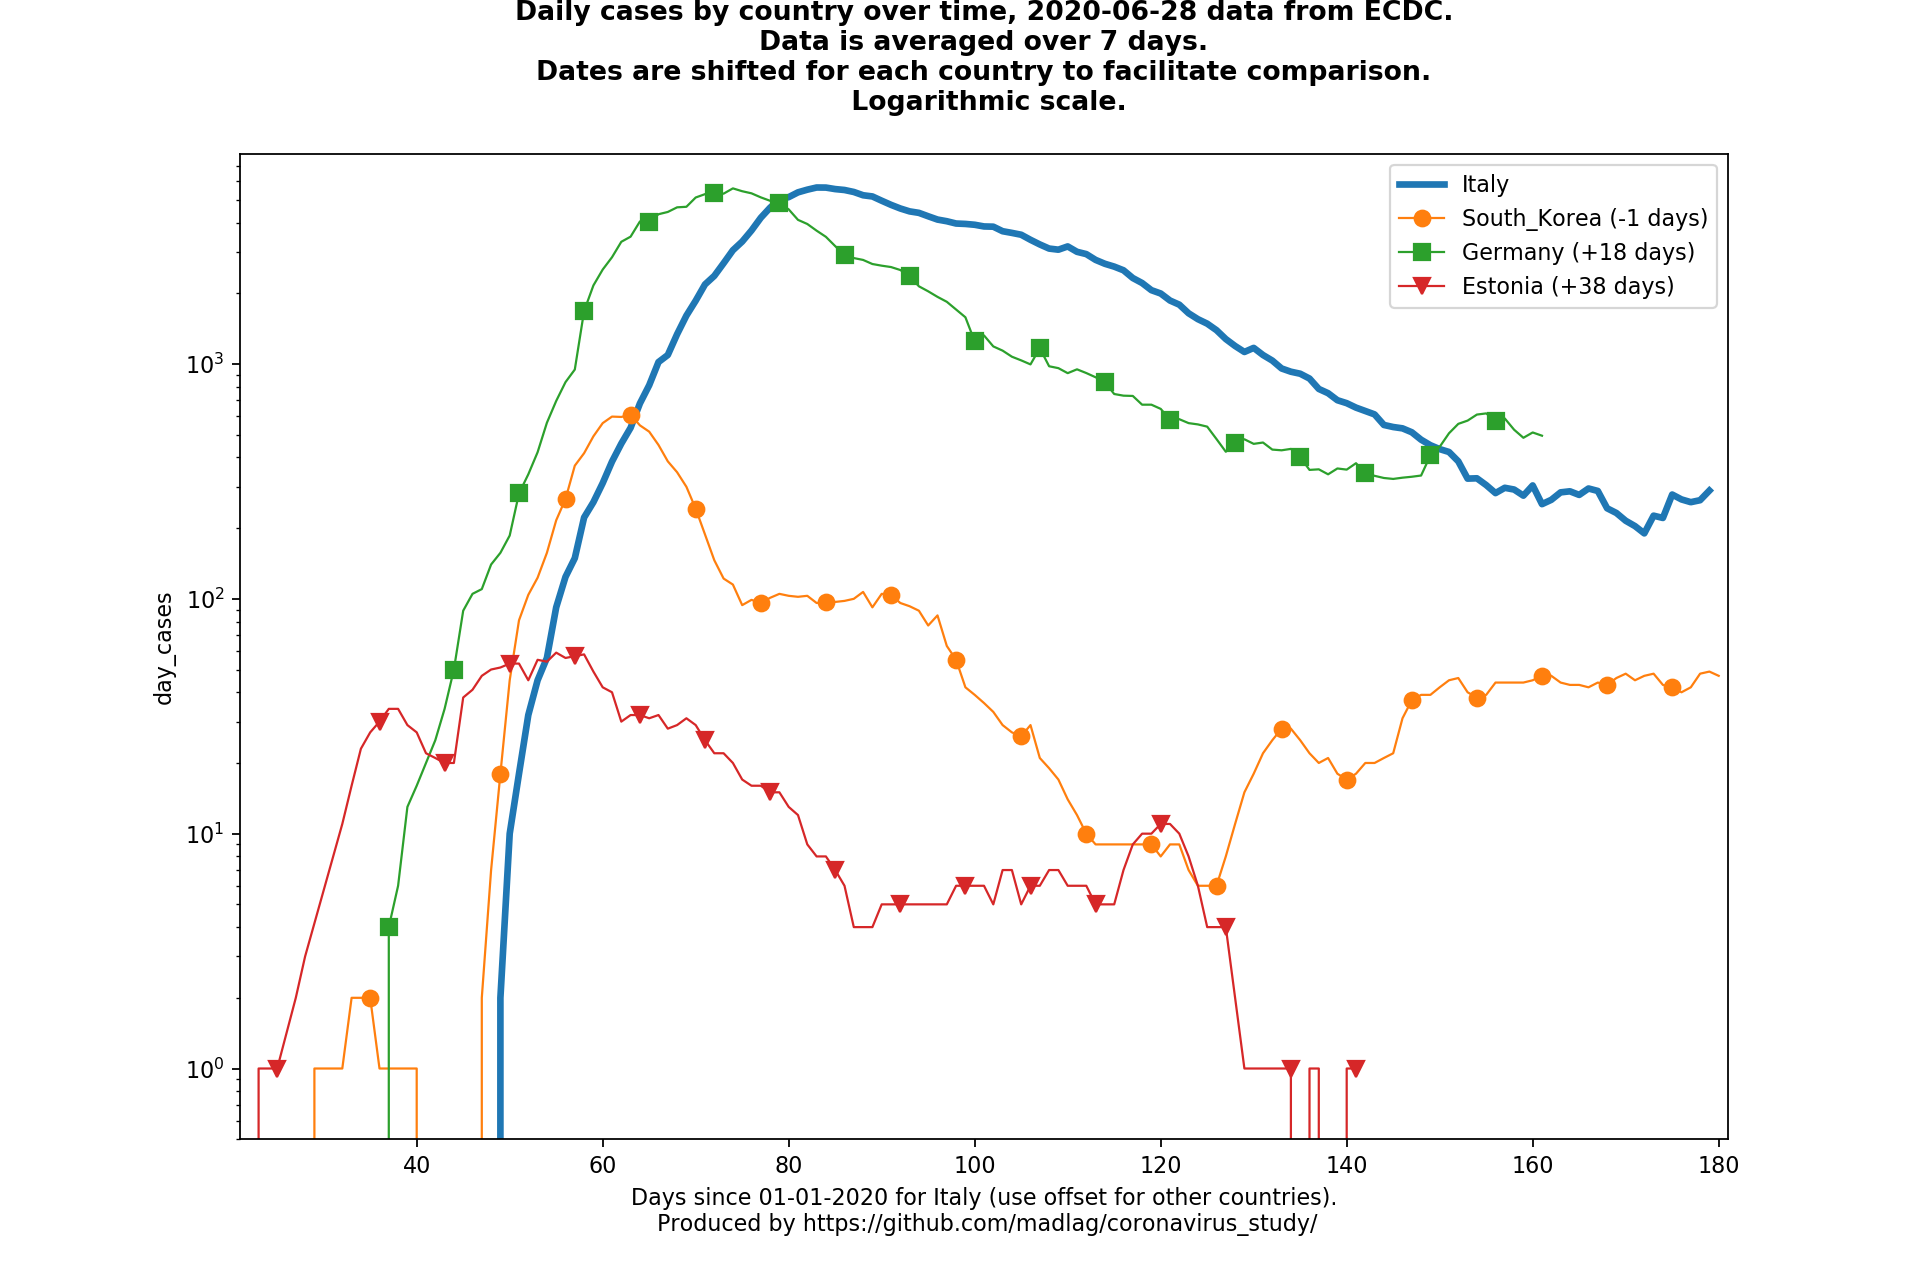 Daily cases by country over time, 2020-06-28 data from ECDC.
Data is averaged over 7 days.
Dates are shifted for each country to facilitate comparison.
Logarithmic scale.
Italy
South_Korea (-1 days)
Germany (+18 days)
Estonia (+38 days)
day_cases
10³
10²
10¹
10⁰
40 60 80 100 120 140 160 180
Days since 01-01-2020 for Italy (use offset for other countries).
Produced by https://github.com/madlag/coronavirus_study/